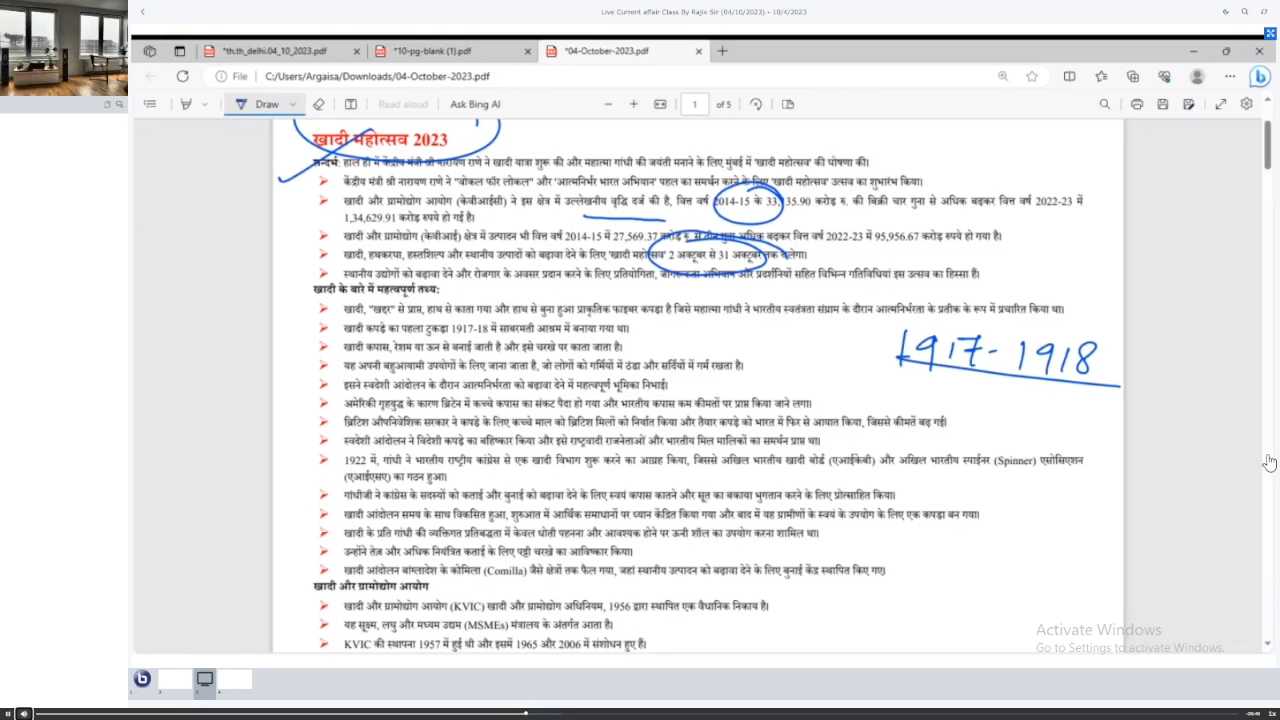 Live Current affair Class By Rajiv Sir (04/10/2023) - 10/4/2023
*th.th_delhi.04_10_2023.pdf
*10-pg-blank (1).pdf
*04-October-2023.pdf
File
C:/Users/Argaisa/Downloads/04-October-2023.pdf
Draw
Read aloud
Ask Bing AI
1 of 5
खादी महोत्सव 2023
सन्दर्भ: हाल ही में केंद्रीय मंत्री श्री नारायण राणे ने खादी यात्रा शुरू की और महात्मा गांधी की जयंती मनाने के लिए मुंबई में 'खादी महोत्सव' की घोषणा की।
केंद्रीय मंत्री श्री नारायण राणे ने "वोकल फॉर लोकल" और 'आत्मनिर्भर भारत अभियान' पहल का समर्थन करने के लिए 'खादी महोत्सव' उत्सव का शुभारंभ किया।
खादी और ग्रामोद्योग आयोग (केवीआईसी) ने इस क्षेत्र में उल्लेखनीय वृद्धि दर्ज की है, वित्त वर्ष 2014-15 के 33,135.90 करोड़ रु. की बिक्री चार गुना से अधिक बढ़कर वित्त वर्ष 2022-23 में
1,34,629.91 करोड़ रुपये हो गई है।
खादी और ग्रामोद्योग (केवीआई) क्षेत्र में उत्पादन भी वित्त वर्ष 2014-15 में 27,569.37 करोड़ रु. से तीन गुना अधिक बढ़कर वित्त वर्ष 2022-23 में 95,956.67 करोड़ रुपये हो गया है।
खादी, हथकरघा, हस्तशिल्प और स्थानीय उत्पादों को बढ़ावा देने के लिए 'खादी महोत्सव' 2 अक्टूबर से 31 अक्टूबर तक चलेगा।
स्थानीय उद्योगों को बढ़ावा देने और रोजगार के अवसर प्रदान करने के लिए प्रतियोगिता, जागरूकता अभियान और प्रदर्शनियों सहित विभिन्न गतिविधियां इस उत्सव का हिस्सा हैं।
खादी के बारे में महत्वपूर्ण तथ्य:
खादी, "खद्दर" से प्राप्त, हाथ से काता गया और हाथ से बुना हुआ प्राकृतिक फाइबर कपड़ा है जिसे महात्मा गांधी ने भारतीय स्वतंत्रता संग्राम के दौरान आत्मनिर्भरता के प्रतीक के रूप में प्रचारित किया था।
खादी कपड़े का पहला टुकड़ा 1917-18 में साबरमती आश्रम में बनाया गया था।
खादी कपास, रेशम या ऊन से बनाई जाती है और इसे चरखे पर काता जाता है।
1917-1918
यह अपनी बहुआयामी उपयोगों के लिए जाना जाता है, जो लोगों को गर्मियों में ठंडा और सर्दियों में गर्म रखता है।
इसने स्वदेशी आंदोलन के दौरान आत्मनिर्भरता को बढ़ावा देने में महत्वपूर्ण भूमिका निभाई।
अमेरिकी गृहयुद्ध के कारण ब्रिटेन में कच्चे कपास का संकट पैदा हो गया और भारतीय कपास कम कीमतों पर प्राप्त किया जाने लगा।
ब्रिटिश औपनिवेशिक सरकार ने कपड़े के लिए कच्चे माल को ब्रिटिश मिलों को निर्यात किया और तैयार कपड़े को भारत में फिर से आयात किया, जिससे कीमतें बढ़ गईं।
स्वदेशी आंदोलन ने विदेशी कपड़े का बहिष्कार किया और इसे राष्ट्रवादी राजनेताओं और भारतीय मिल मालिकों का समर्थन प्राप्त था।
1922 में, गांधी ने भारतीय राष्ट्रीय कांग्रेस से एक खादी विभाग शुरू करने का आग्रह किया, जिससे अखिल भारतीय खादी बोर्ड (एआईकेबी) और अखिल भारतीय स्पाईनर (Spinner) एसोसिएशन
(एआईएसए) का गठन हुआ।
गांधीजी ने कांग्रेस के सदस्यों को कताई और बुनाई को बढ़ावा देने के लिए स्वयं कपास कातने और सूत का बकाया भुगतान करने के लिए प्रोत्साहित किया।
खादी आंदोलन समय के साथ विकसित हुआ, शुरुआत में आर्थिक समाधानों पर ध्यान केंद्रित किया गया और बाद में यह ग्रामीणों के स्वयं के उपयोग के लिए एक कपड़ा बन गया।
खादी के प्रति गांधी की व्यक्तिगत प्रतिबद्धता में केवल धोती पहनना और आवश्यक होने पर ऊनी शॉल का उपयोग करना शामिल था।
उन्होंने तेज़ और अधिक नियंत्रित कताई के लिए पट्टी चरखे का आविष्कार किया।
खादी आंदोलन बांग्लादेश के कोमिला (Comilla) जैसे क्षेत्रों तक फैल गया, जहां स्थानीय उत्पादन को बढ़ावा देने के लिए बुनाई केंद्र स्थापित किए गए।
खादी और ग्रामोद्योग आयोग
खादी और ग्रामोद्योग आयोग (KVIC) खादी और ग्रामोद्योग अधिनियम, 1956 द्वारा स्थापित एक वैधानिक निकाय है।
यह सूक्ष्म, लघु और मध्यम उद्यम (MSMEs) मंत्रालय के अंतर्गत आता है।
KVIC की स्थापना 1957 में हुई थी और इसमें 1965 और 2006 में संशोधन हुए हैं।
Activate Windows
Go to Settings to activate Windows.
1x